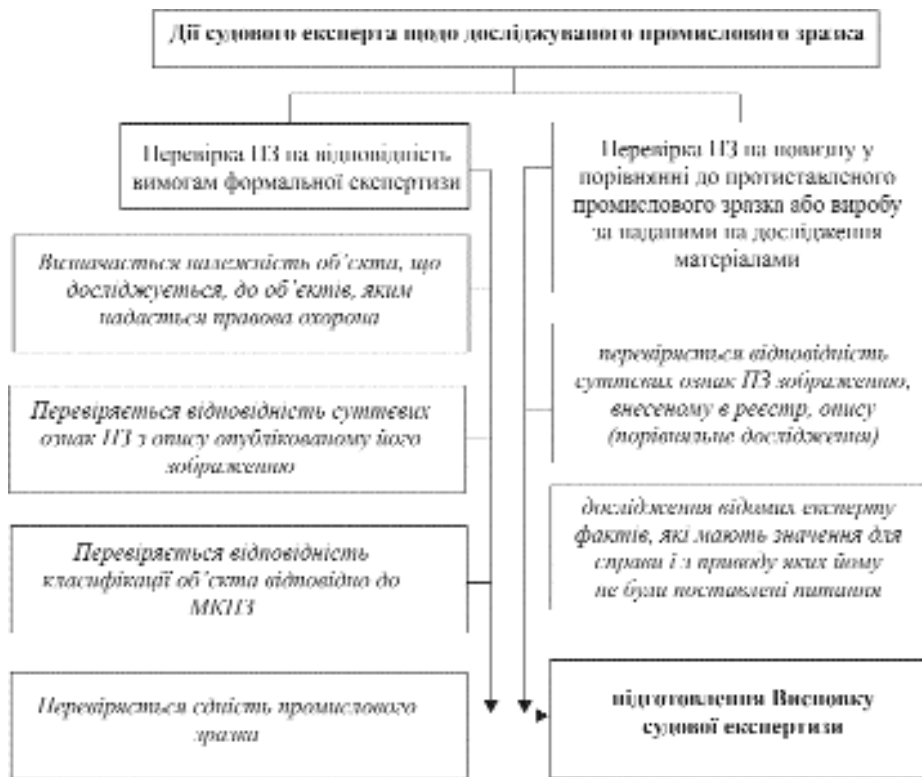 Дії судового експерта щодо досліджуваного промислового зразка
Перевірка ПЗ на відповідність
вимогам формальної експертизи
Визначається належність об’єкта, що
досліджується, до об’єктів, яким
надається правова охорона
Перевіряється відповідність суттєвих
ознак ПЗ з опису опублікованому його
зображенню
Перевіряється відповідність
класифікації об’єкта відповідно до
МКПЗ
Перевіряється єдність промислового
зразка
Перевірка ПЗ на новизну у
порівнянні до протиставленого
промислового зразка або виробу
за наданими на дослідження
матеріалами
перевіряється відповідність
суттєвих ознак ПЗ зображенню,
внесеному в реєстр, опису
(порівняльне дослідження)
дослідження відомих експерту
фактів, які мають значення для
справи і з приводу яких йому
не були поставлені питання
підготовлення Висновку
судової експертизи